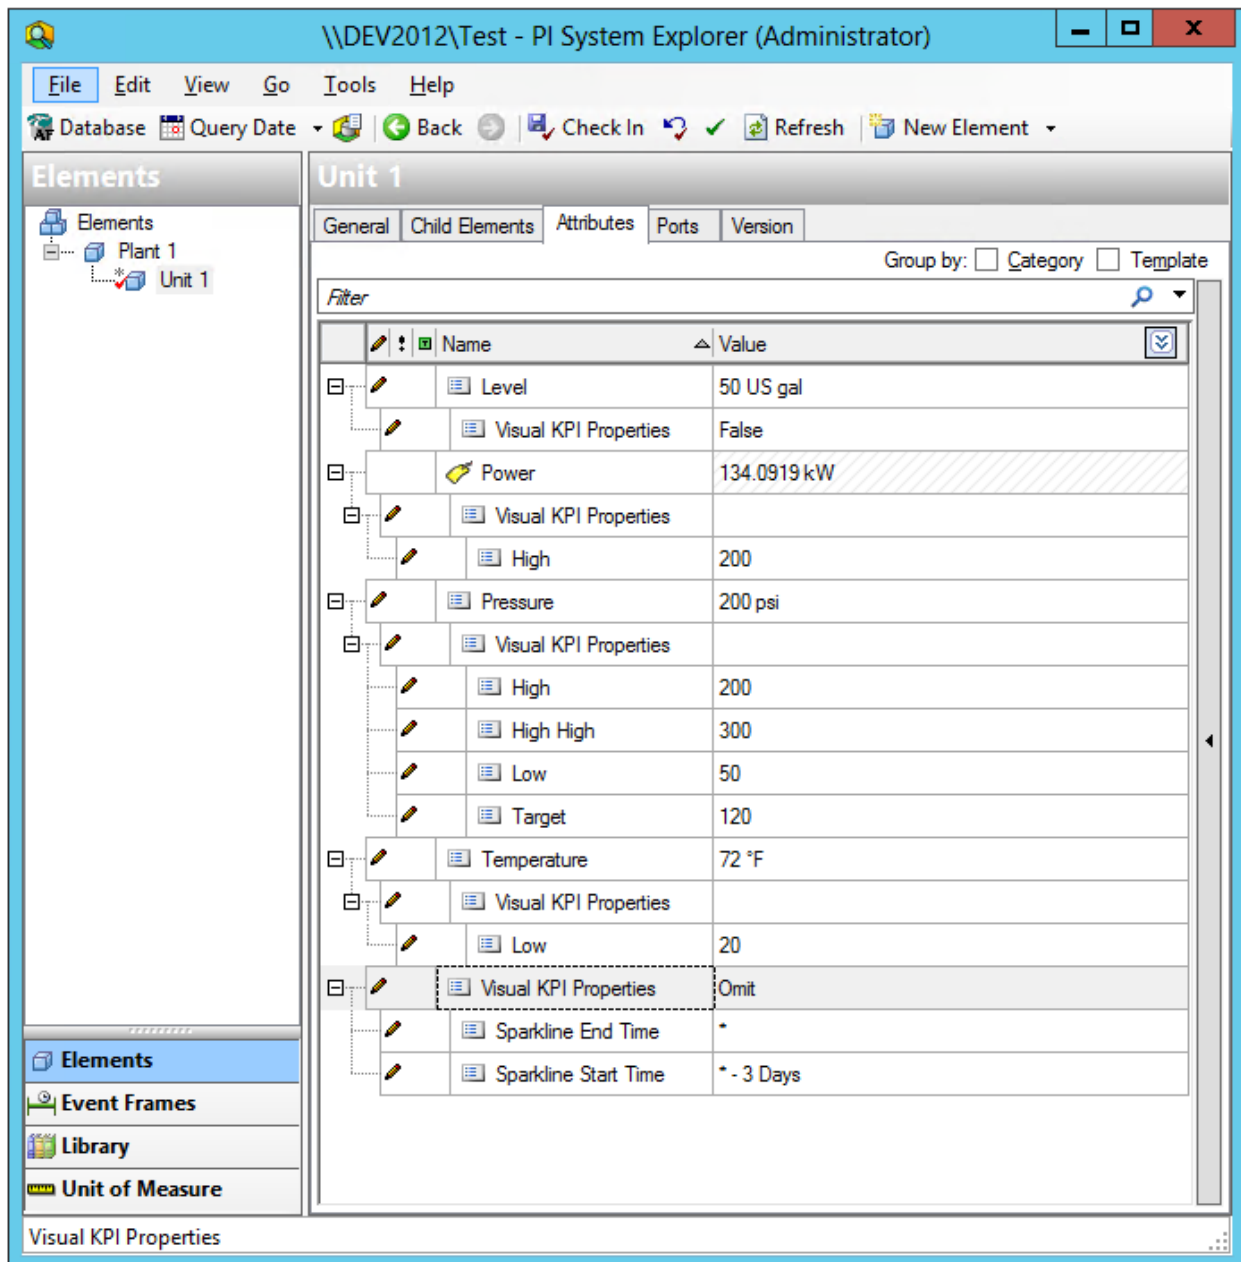 \\DEV2012\Test - PI System Explorer (Administrator)
File Edit View Go Tools Help
Database Query Date Back Check In Refresh New Element
Elements
Elements
Plant 1
Unit 1
Elements
Event Frames
Library
Unit of Measure
Unit 1
General Child Elements Attributes Ports Version
Group by: Category Template
Filter
Name Value
Level 50 US gal
Visual KPI Properties False
Power 134.0919 kW
Visual KPI Properties
High 200
Pressure 200 psi
Visual KPI Properties
High 200
High High 300
Low 50
Target 120
Temperature 72 °F
Visual KPI Properties
Low 20
Visual KPI Properties Omit
Sparkline End Time *
Sparkline Start Time * - 3 Days
Visual KPI Properties